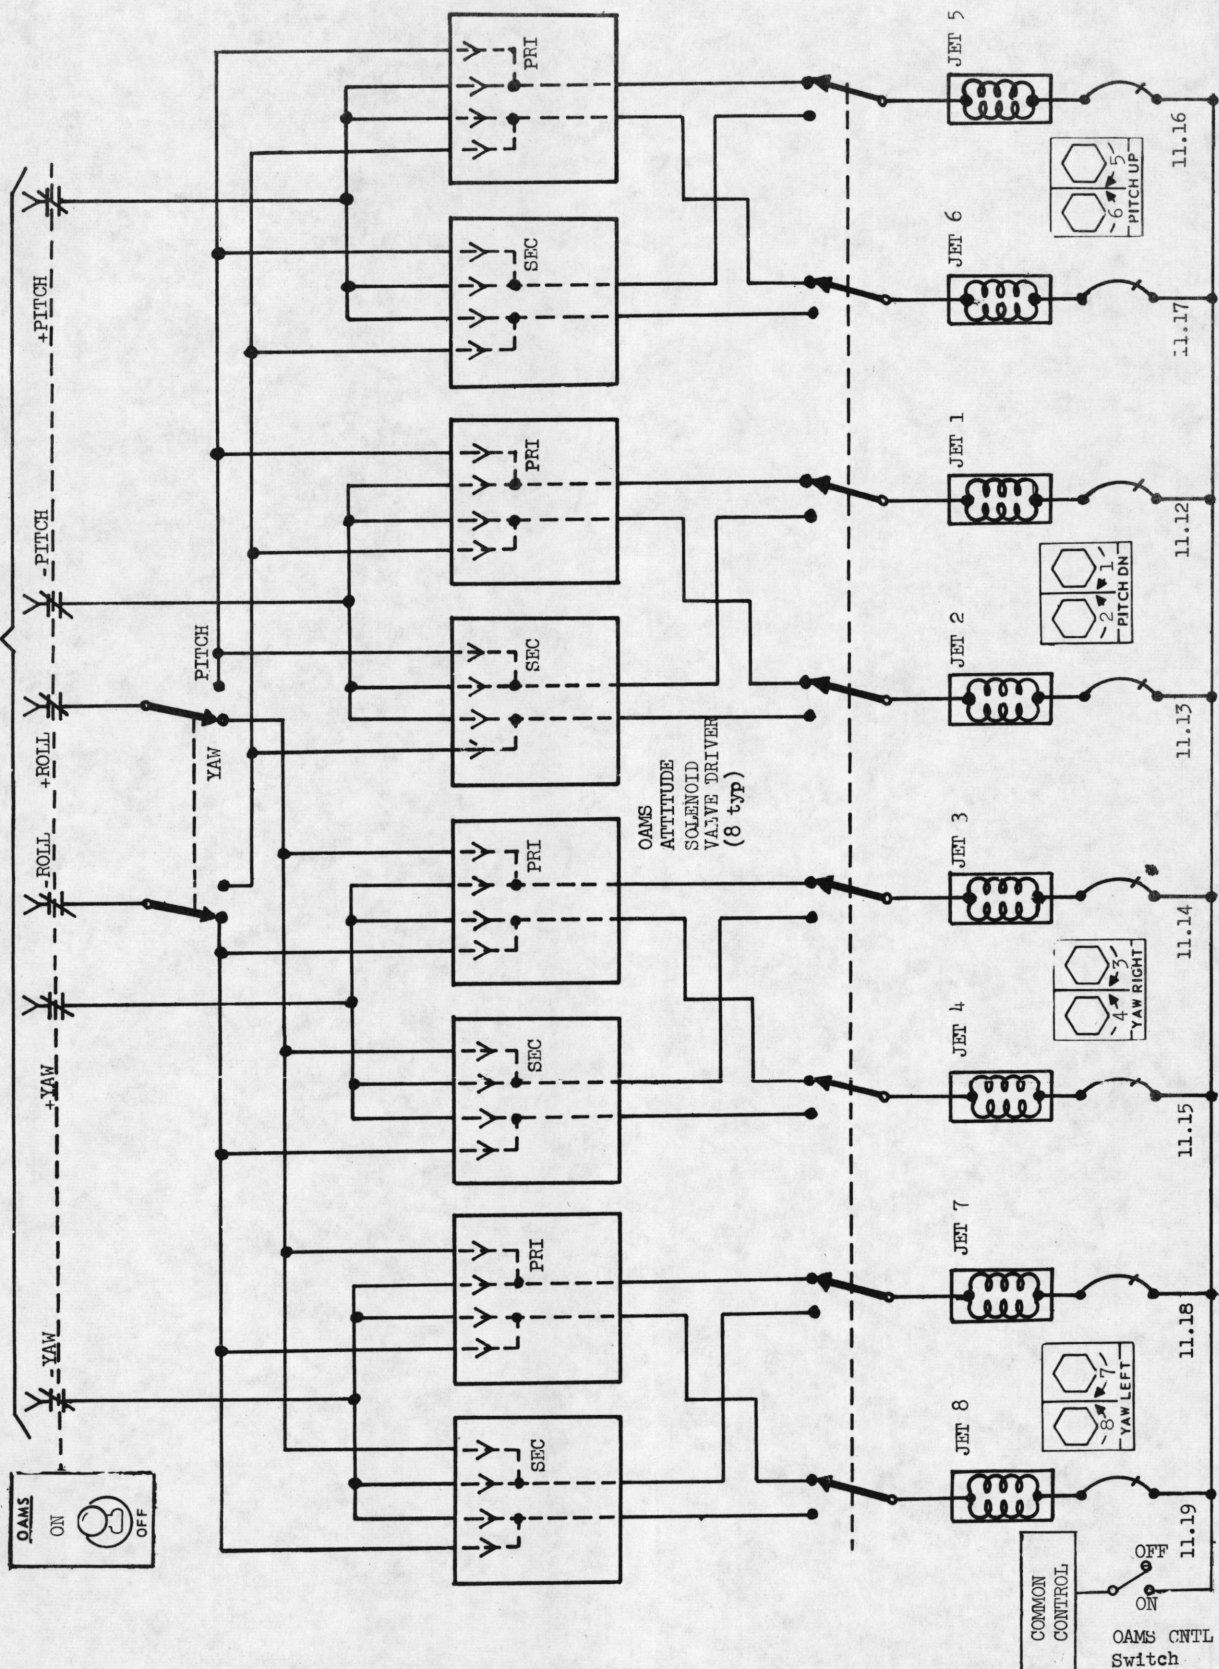 OAMS
ON
OFF
-YAW
+YAW
-ROLL
+ROLL
-PITCH
+PITCH
YAW
PITCH
SEC
PRI
SEC
PRI
SEC
PRI
SEC
PRI
OAMS
ATTITUDE
SOLENOID
VALVE DRIVER
(8 typ)
JET 8
JET 7
JET 4
JET 3
JET 2
JET 1
JET 6
JET 5
8 7
YAW LEFT
4 3
YAW RIGHT
2 1
PITCH DN
6 5
PITCH UP
11.19
11.18
11.15
11.14
11.13
11.12
11.17
11.16
COMMON
CONTROL
OFF
ON
OAMS CNTL
Switch